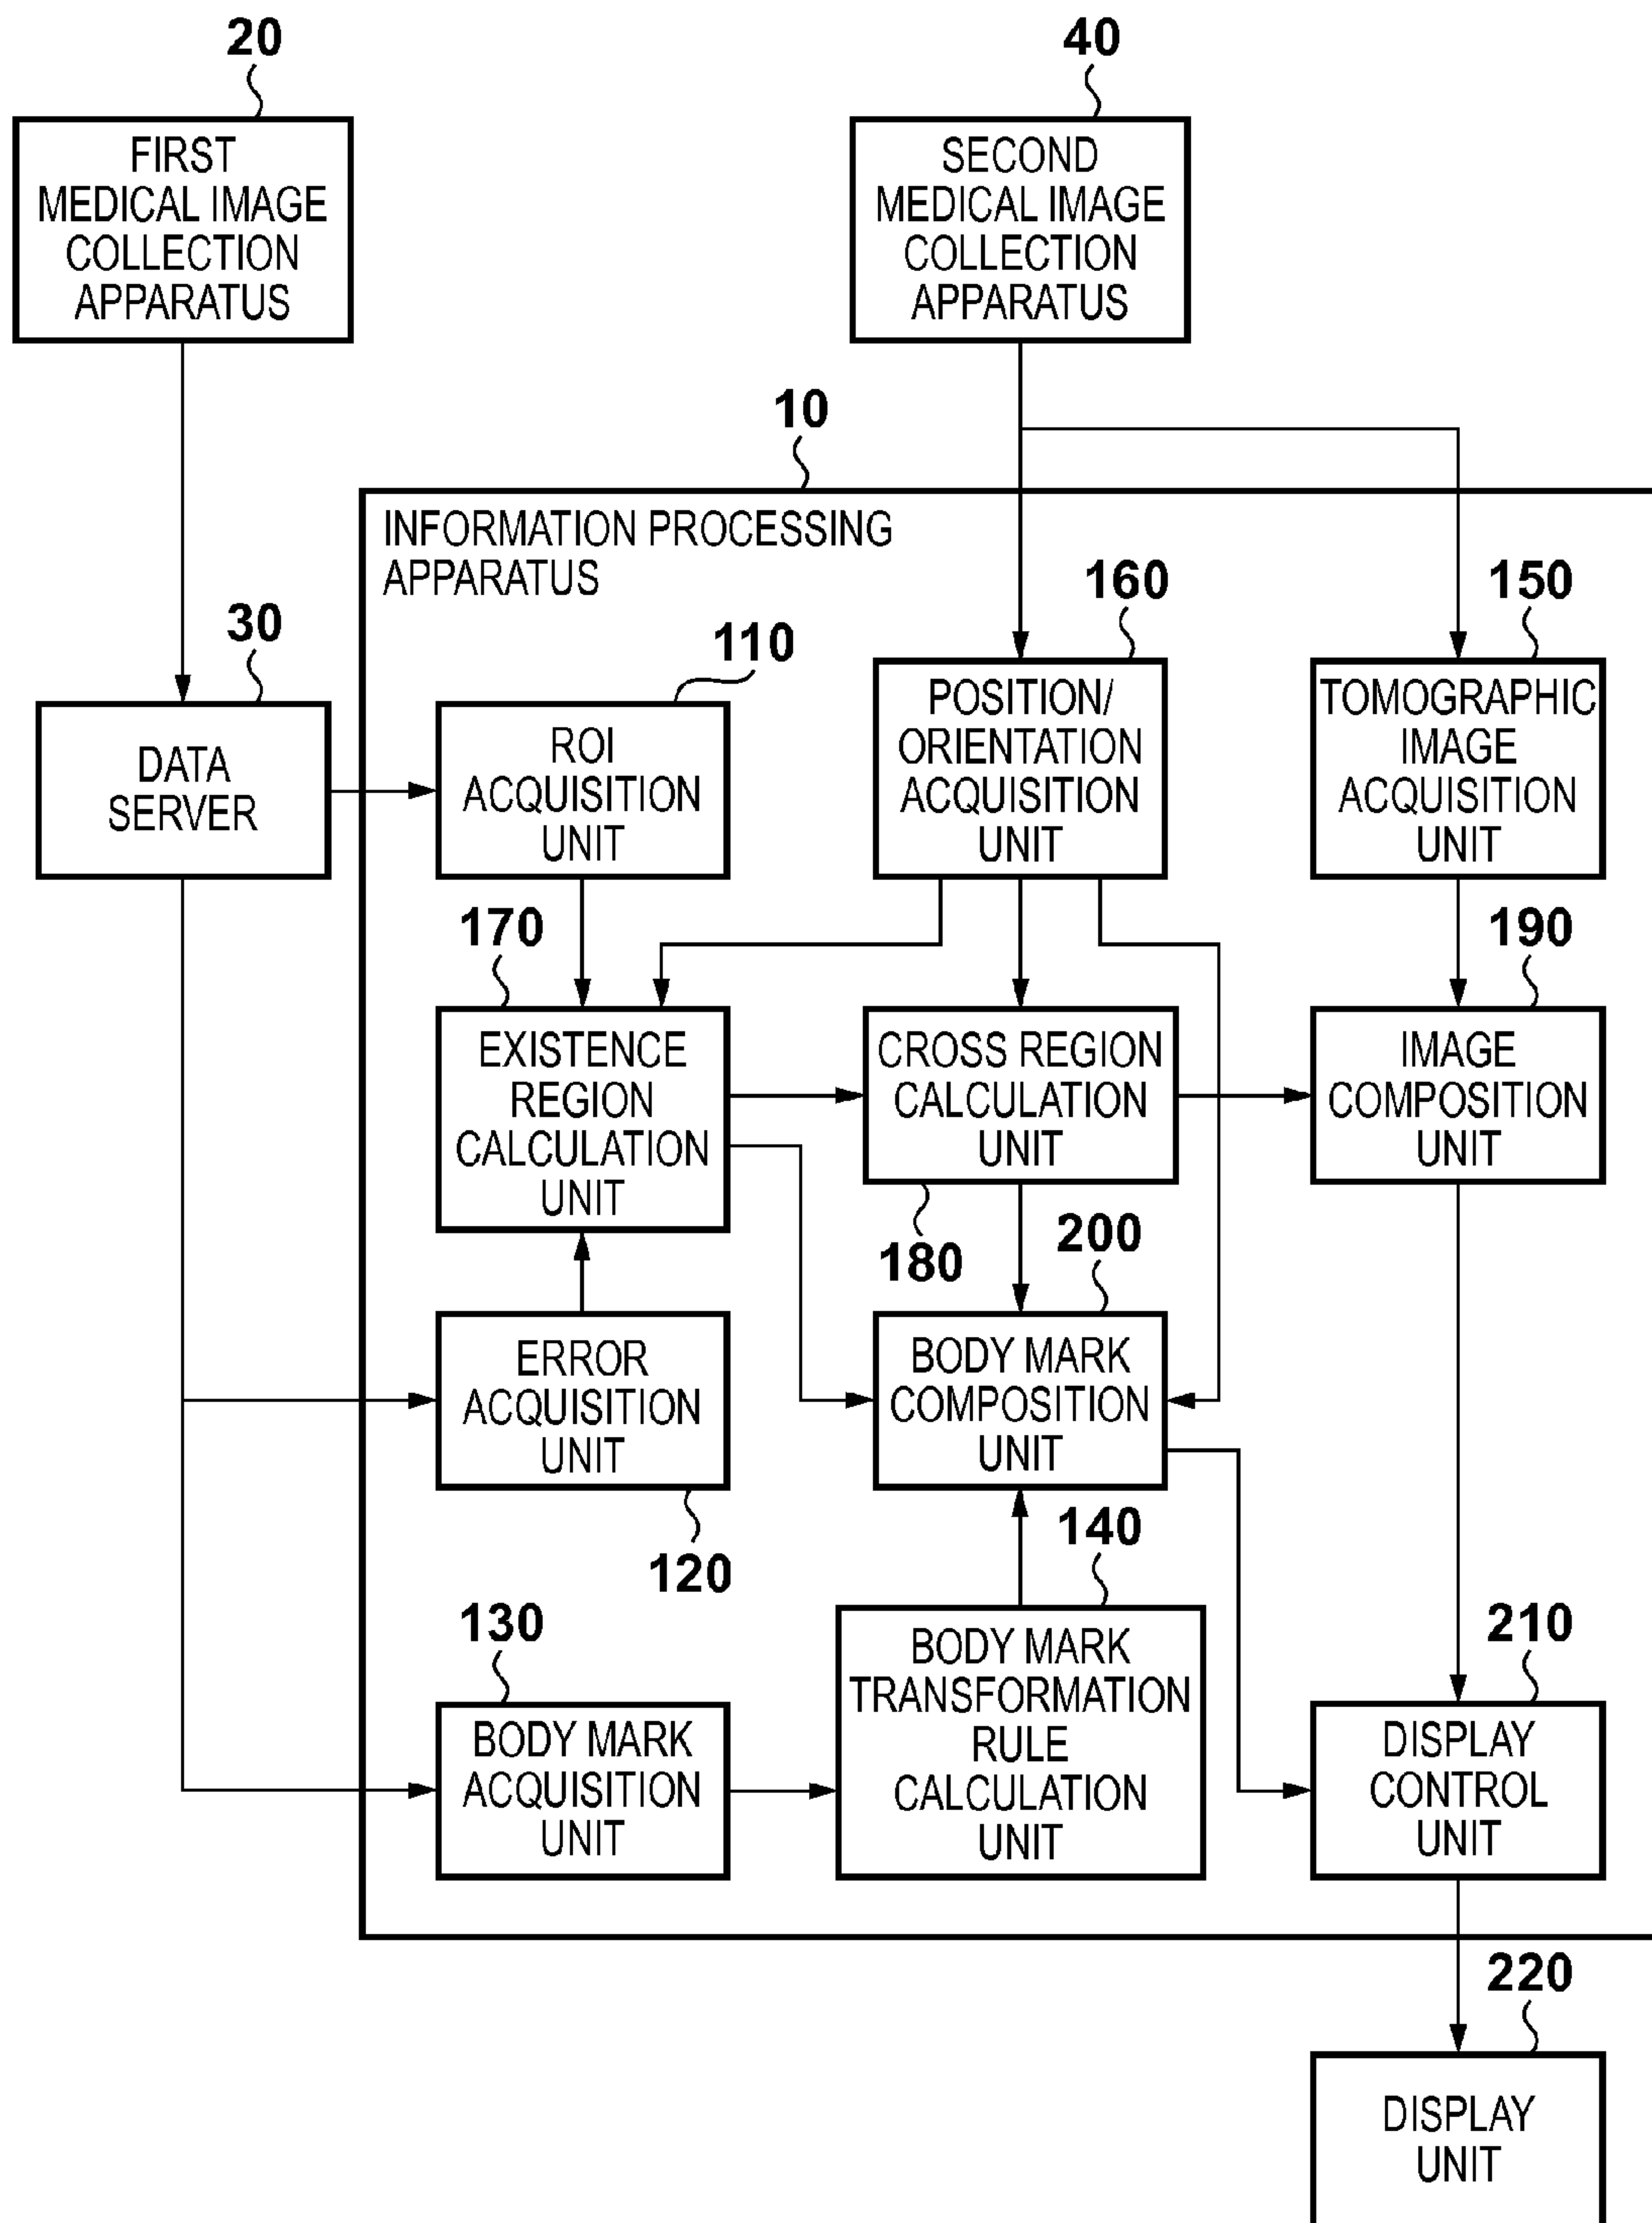 20
40
FIRST
MEDICAL IMAGE
COLLECTION
APPARATUS
SECOND
MEDICAL IMAGE
COLLECTION
APPARATUS
10
INFORMATION PROCESSING
APPARATUS
30
110
160
150
DATA
SERVER
ROI
ACQUISITION
UNIT
POSITION/
ORIENTATION
ACQUISITION
UNIT
TOMOGRAPHIC
IMAGE
ACQUISITION
UNIT
170
190
EXISTENCE
REGION
CALCULATION
UNIT
CROSS REGION
CALCULATION
UNIT
IMAGE
COMPOSITION
UNIT
180
200
ERROR
ACQUISITION
UNIT
BODY MARK
COMPOSITION
UNIT
120
140
130
210
BODY MARK
ACQUISITION
UNIT
BODY MARK
TRANSFORMATION
RULE
CALCULATION
UNIT
DISPLAY
CONTROL
UNIT
220
DISPLAY
UNIT